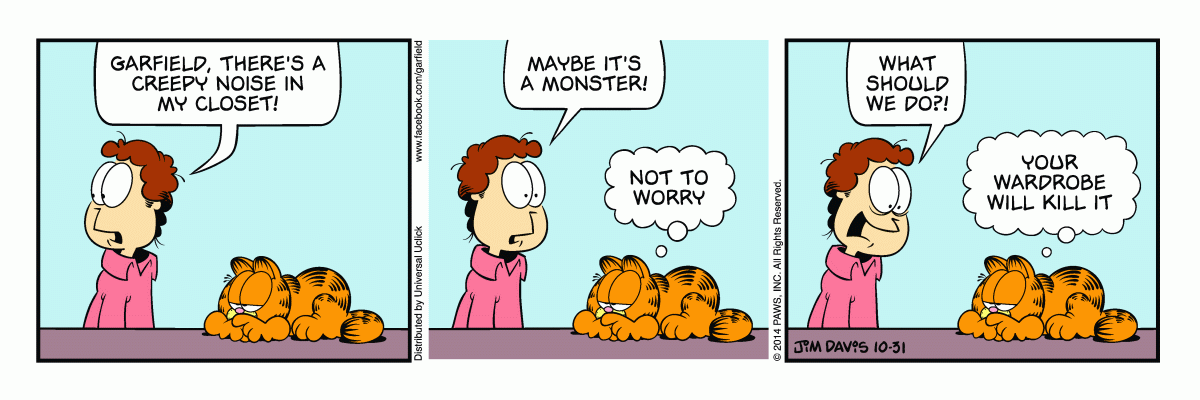 GARFIELD, THERE'S A
CREEPY NOISE IN
MY CLOSET!
www.facebook.com/garfield
Distributed by Universal Uclick
MAYBE IT'S
A MONSTER!
NOT TO
WORRY
© 2014 PAWS, INC. All Rights Reserved.
WHAT
SHOULD
WE DO?!
YOUR
WARDROBE
WILL KILL IT
JIM DAVIS 10-31